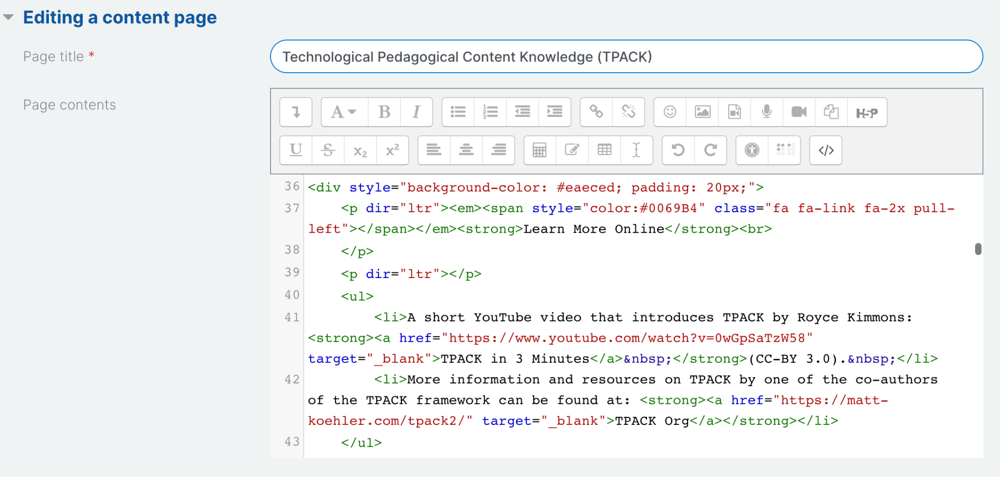 Editing a content page
Page title *
Technological Pedagogical Content Knowledge (TPACK)
Page contents
A B I H5P
U S x₂ x² </>
36 <div style="background-color: #eaeced; padding: 20px;">
37     <p dir="ltr"><em><span style="color:#0069B4" class="fa fa-link fa-2x pull-
left"></span></em><strong>Learn More Online</strong><br>
38     </p>
39     <p dir="ltr"></p>
40     <ul>
41         <li>A short YouTube video that introduces TPACK by Royce Kimmons:
<strong><a href="https://www.youtube.com/watch?v=0wGpSaTzW58"
target="_blank">TPACK in 3 Minutes</a>&nbsp;</strong>(CC-BY 3.0).&nbsp;</li>
42         <li>More information and resources on TPACK by one of the co-authors
of the TPACK framework can be found at: <strong><a href="https://matt-
koehler.com/tpack2/" target="_blank">TPACK Org</a></strong></li>
43     </ul>